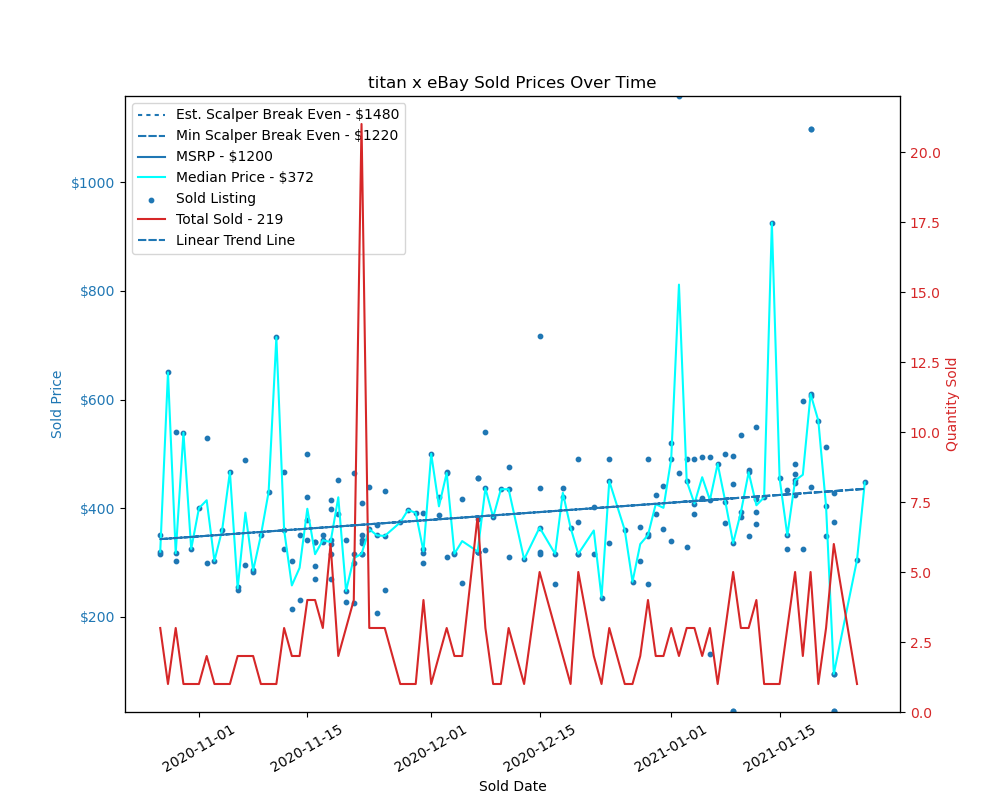 titan x eBay Sold Prices Over Time
Est. Scalper Break Even - $1480
Min Scalper Break Even - $1220
MSRP - $1200
Median Price - $372
Sold Listing
Total Sold - 219
Linear Trend Line
$1000
$800
$600
$400
$200
Sold Price
20.0
17.5
15.0
12.5
10.0
7.5
5.0
2.5
0.0
Quantity Sold
2020-11-01
2020-11-15
2020-12-01
2020-12-15
2021-01-01
2021-01-15
Sold Date